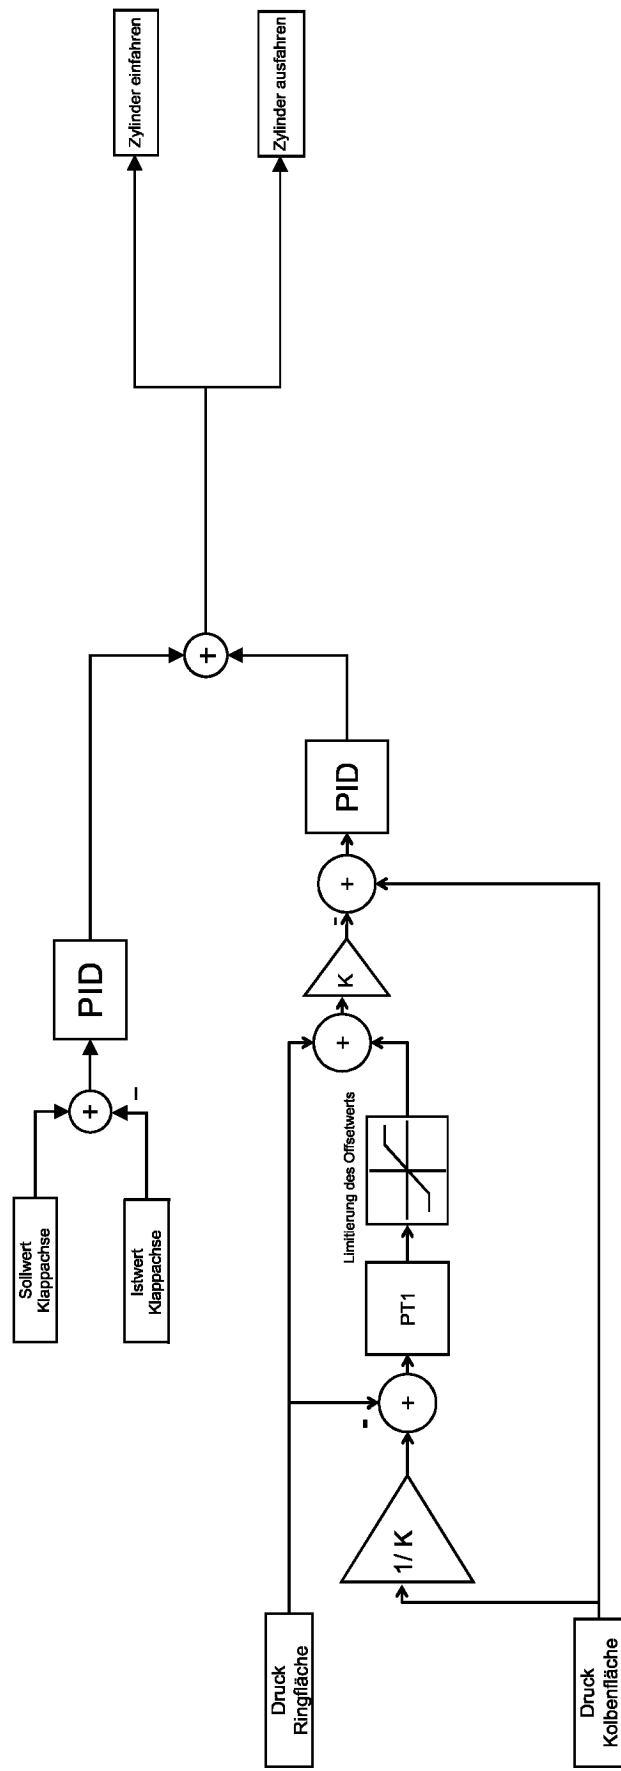 Sollwert
Klappachse
Istwert
Klappachse
+
−
PID
+
Zylinder einfahren
Zylinder ausfahren
Druck
Ringfläche
1/ K
-
+
PT1
Limitierung des Offsetwerts
+
K
-
+
PID
Druck
Kolbenfläche